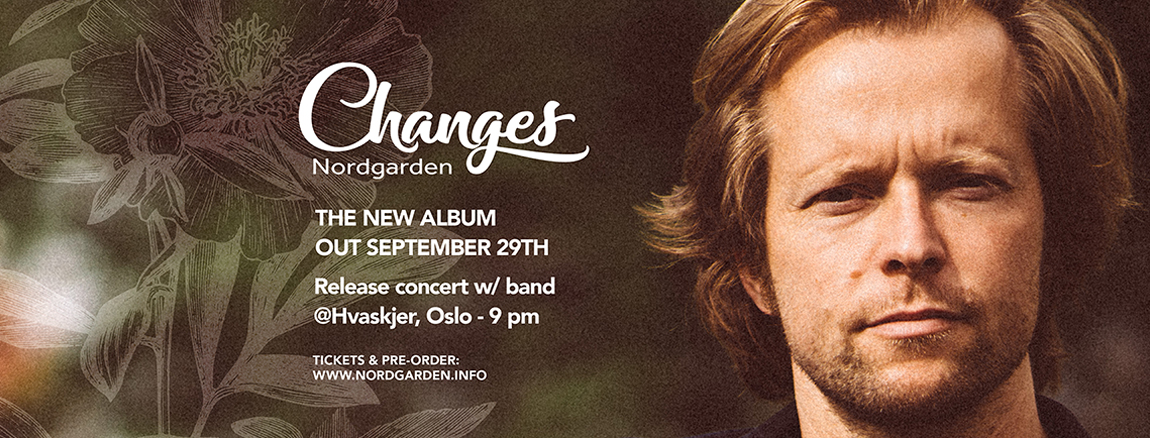 Changes
Nordgarden
THE NEW ALBUM
OUT SEPTEMBER 29TH
Release concert w/ band
@Hvaskjer, Oslo - 9 pm
TICKETS & PRE-ORDER:
WWW.NORDGARDEN.INFO